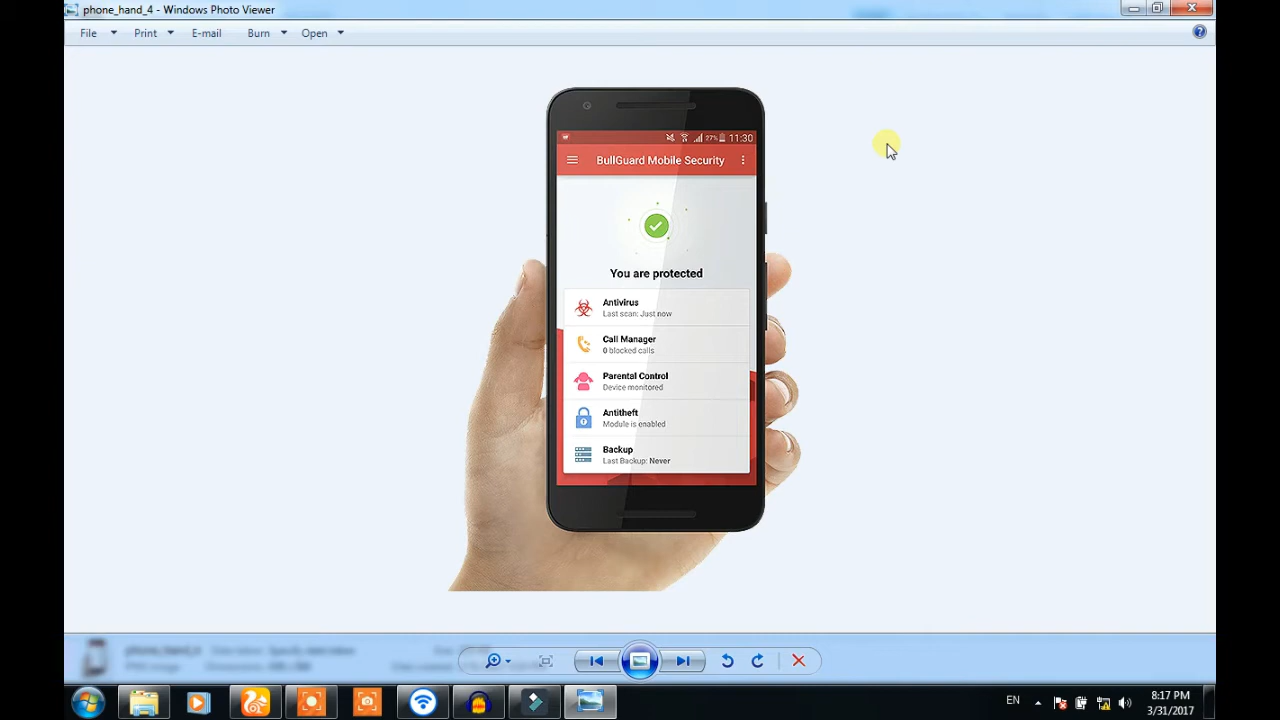 phone_hand_4 - Windows Photo Viewer
File Print E-mail Burn Open
27% 11:30
BullGuard Mobile Security
You are protected
Antivirus
Last scan: Just now
Call Manager
0 blocked calls
Parental Control
Device monitored
Antitheft
Module is enabled
Backup
Last Backup: Never
phone_hand_4
EN
8:17 PM
3/31/2017